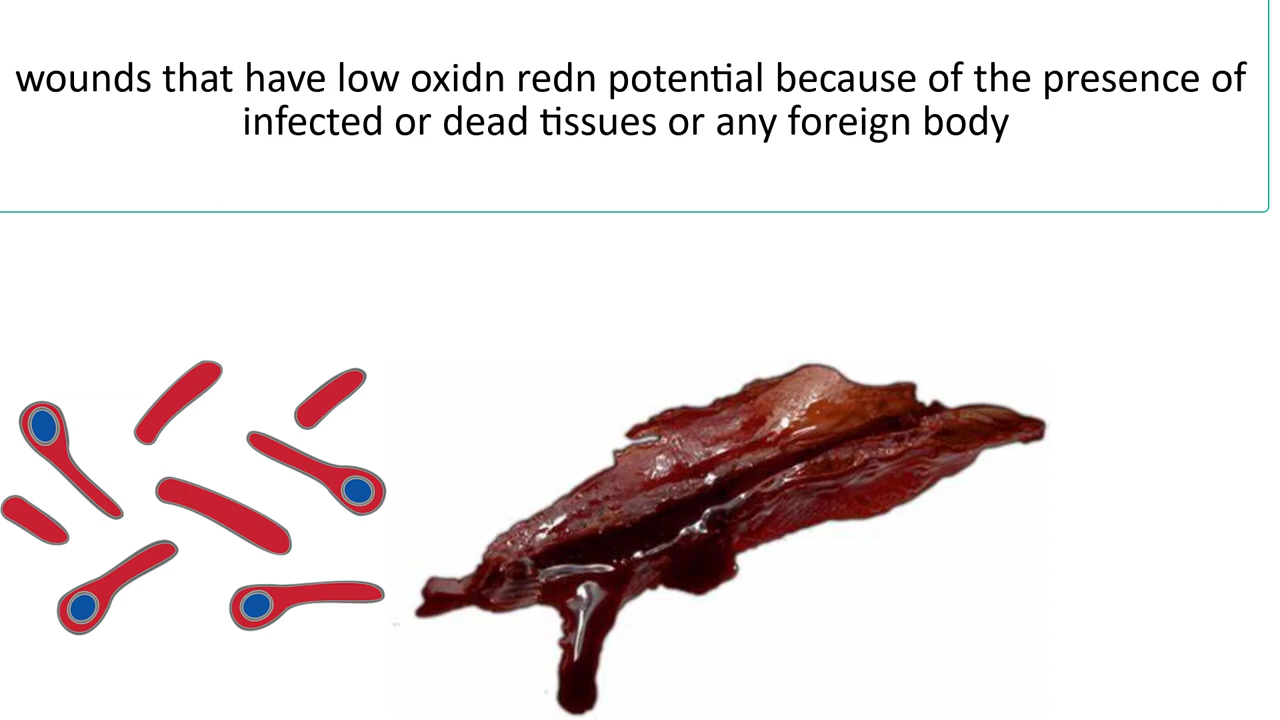 wounds that have low oxidn redn potential because of the presence of
infected or dead tissues or any foreign body